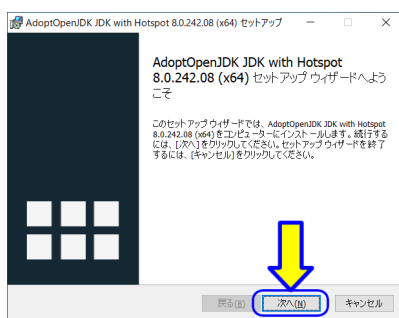 AdoptOpenJDK JDK with Hotspot 8.0.242.08 (x64) セットアップ
AdoptOpenJDK JDK with Hotspot
8.0.242.08 (x64) セットアップ ウィザードへよう
こそ
このセットアップ ウィザードでは、AdoptOpenJDK JDK with Hotspot
8.0.242.08 (x64) をコンピューターにインストールします。続行する
には、[次へ] をクリックしてください。セットアップ ウィザードを終了
するには、[キャンセル] をクリックしてください。
戻る(B) 次へ(N) キャンセル